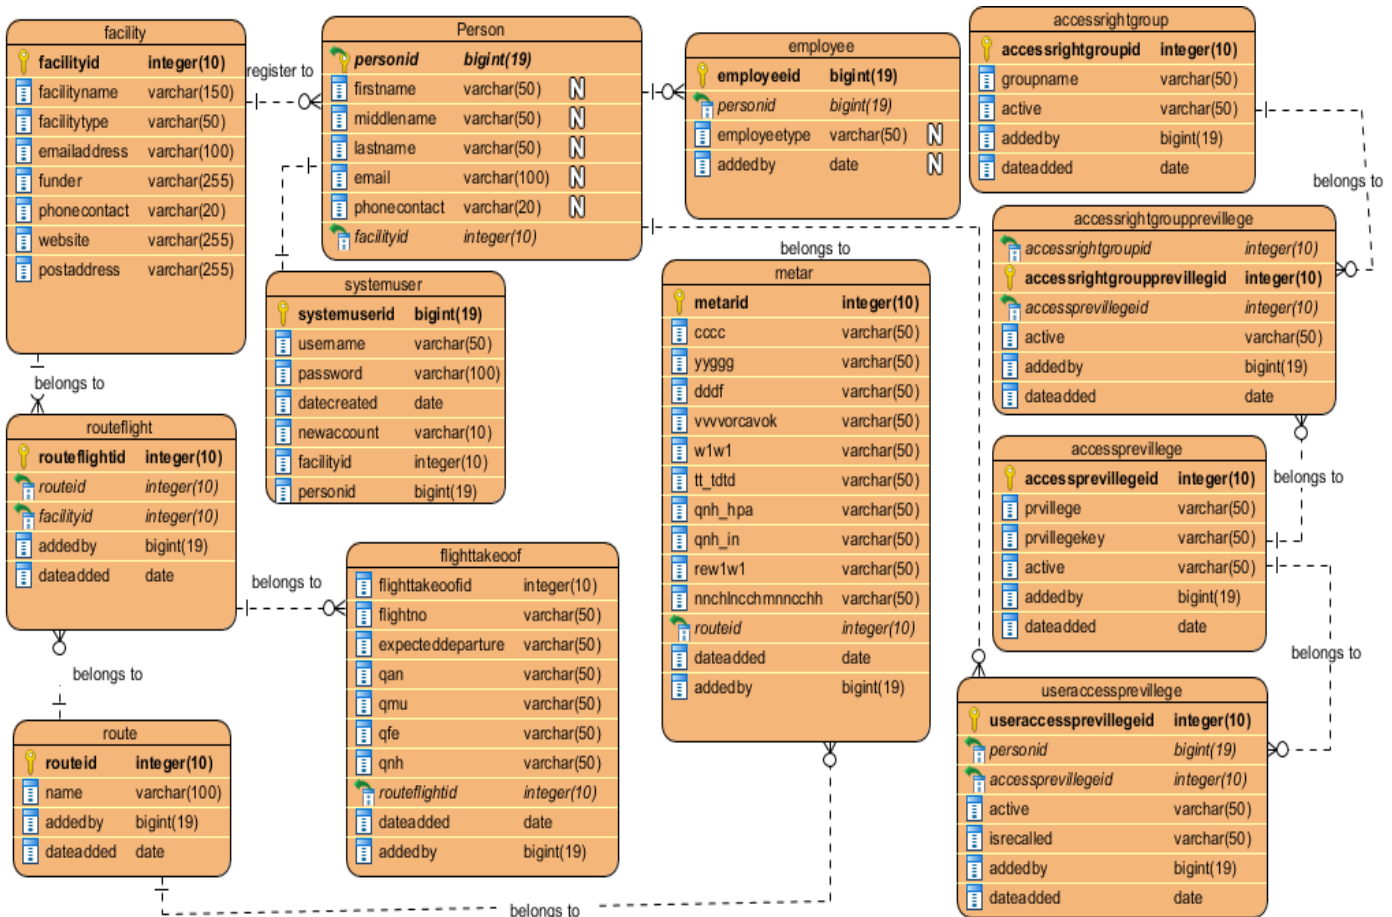 facility
facilityid integer(10)
facilityname varchar(150)
facilitytype varchar(50)
emailaddress varchar(100)
funder varchar(255)
phonecontact varchar(20)
website varchar(255)
postaddress varchar(255)
register to
Person
personid bigint(19)
firstname varchar(50) N
middlename varchar(50) N
lastname varchar(50) N
email varchar(100) N
phonecontact varchar(20) N
facilityid integer(10)
employee
employeeid bigint(19)
personid bigint(19)
employeetype varchar(50) N
addedby date N
accessrightgroup
accessrightgroupid integer(10)
groupname varchar(50)
active varchar(50)
addedby bigint(19)
dateadded date
belongs to
accessrightgroupprevillege
accessrightgroupid integer(10)
accessrightgroupprevillegid integer(10)
accessprevillegeid integer(10)
active varchar(50)
addedby bigint(19)
dateadded date
belongs to
systemuser
systemuserid bigint(19)
username varchar(50)
password varchar(100)
datecreated date
newaccount varchar(10)
facilityid integer(10)
personid bigint(19)
belongs to
metar
metarid integer(10)
cccc varchar(50)
yyggg varchar(50)
dddf varchar(50)
vvvvorcavok varchar(50)
w1w1 varchar(50)
tt_tdtd varchar(50)
qnh_hpa varchar(50)
qnh_in varchar(50)
rew1w1 varchar(50)
nnchlncchmnncchh varchar(50)
routeid integer(10)
dateadded date
addedby bigint(19)
belongs to
routeflight
routeflightid integer(10)
routeid integer(10)
facilityid integer(10)
addedby bigint(19)
dateadded date
belongs to
flighttakeoof
flighttakeoofid integer(10)
flightno varchar(50)
expecteddeparture varchar(50)
qan varchar(50)
qmu varchar(50)
qfe varchar(50)
qnh varchar(50)
routeflightid integer(10)
dateadded date
addedby bigint(19)
accessprevillege
accessprevillegeid integer(10)
prvillege varchar(50)
prvillegekey varchar(50)
active varchar(50)
addedby bigint(19)
dateadded date
belongs to
belongs to
belongs to
route
routeid integer(10)
name varchar(100)
addedby bigint(19)
dateadded date
useraccessprevillege
useraccessprevillegeid integer(10)
personid bigint(19)
accessprevillegeid integer(10)
active varchar(50)
isrecalled varchar(50)
addedby bigint(19)
dateadded date
belongs to